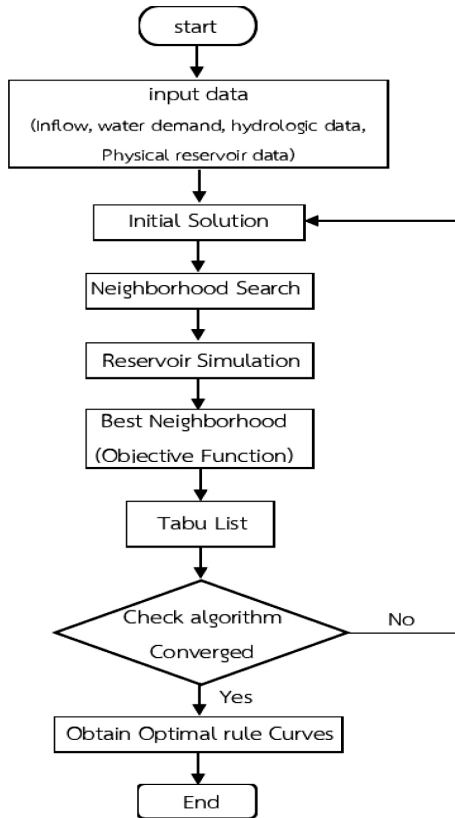 start
input data
(Inflow, water demand, hydrologic data,
Physical reservoir data)
Initial Solution
Neighborhood Search
Reservoir Simulation
Best Neighborhood
(Objective Function)
Tabu List
Check algorithm
Converged
No
Yes
Obtain Optimal rule Curves
End